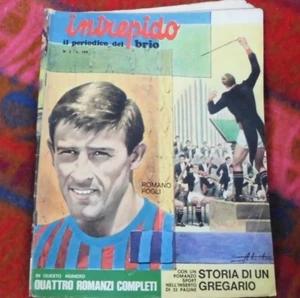 intrepido
il periodico del brio
ROMANO
FOGLI
IN QUESTO NUMERO
QUATTRO ROMANZI COMPLETI
CON UN
ROMANZO
SPORT
NELL'INSERTO
DI 32 PAGINE
STORIA DI UN
GREGARIO